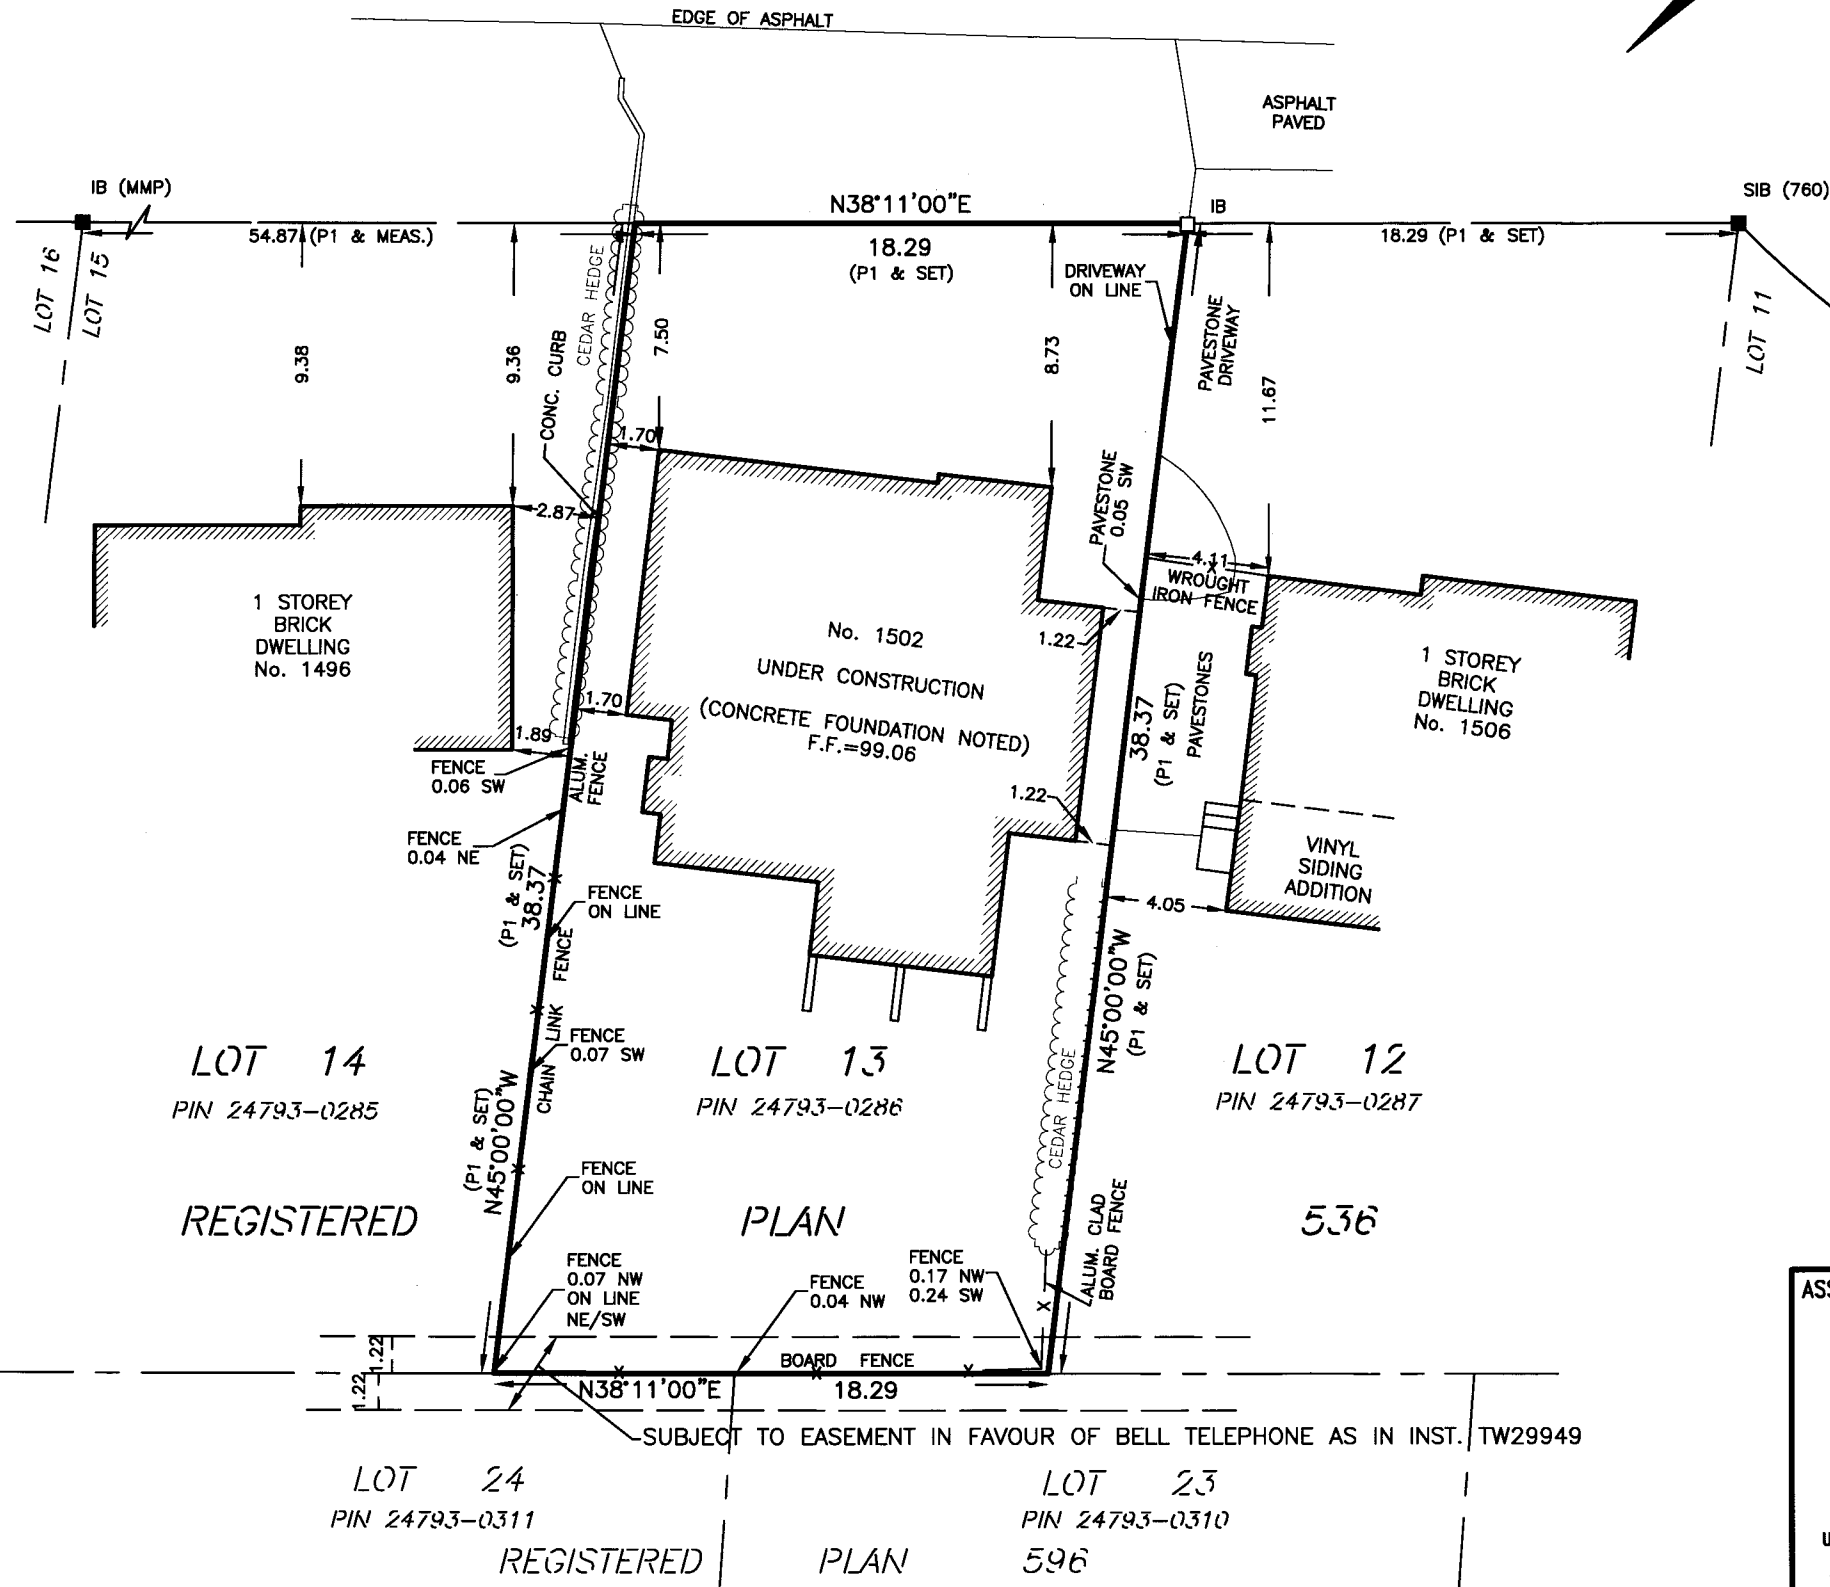 EDGE OF ASPHALT
ASPHALT
PAVED
IB (MMP)
N38°11'00"E
IB
SIB (760)
54.87 (P1 & MEAS.)
18.29
(P1 & SET)
18.29 (P1 & SET)
LOT 16
LOT 15
CEDAR HEDGE
DRIVEWAY
ON LINE
PAVESTONE
DRIVEWAY
LOT 11
9.38
9.36
CONC. CURB
7.50
8.73
11.67
1.70
2.87
PAVESTONE
0.05 SW
4.11
WROUGHT
IRON FENCE
1 STOREY
BRICK
DWELLING
No. 1496
No. 1502
UNDER CONSTRUCTION
(CONCRETE FOUNDATION NOTED)
F.F.=99.06
1.22
1 STOREY
BRICK
DWELLING
No. 1506
1.70
1.89
38.37
(P1 & SET)
PAVESTONES
FENCE
0.06 SW
ALUM.
FENCE
1.22
FENCE
0.04 NE
VINYL
SIDING
ADDITION
(P1 & SET)
38.37
FENCE
ON LINE
4.05
CHAIN LINK FENCE
N45°00'00"W
(P1 & SET)
FENCE
0.07 SW
LOT 14
PIN 24793-0285
LOT 13
PIN 24793-0286
LOT 12
PIN 24793-0287
CEDAR HEDGE
(P1 & SET)
N45°00'00"W
FENCE
ON LINE
REGISTERED PLAN 536
ALUM. CLAD
BOARD FENCE
FENCE
0.07 NW
ON LINE
NE/SW
FENCE
0.04 NW
FENCE
0.17 NW
0.24 SW
ASS
1.22
1.22
BOARD FENCE
N38°11'00"E 18.29
SUBJECT TO EASEMENT IN FAVOUR OF BELL TELEPHONE AS IN INST. TW29949
LOT 24
PIN 24793-0311
LOT 23
PIN 24793-0310
REGISTERED PLAN 596
U